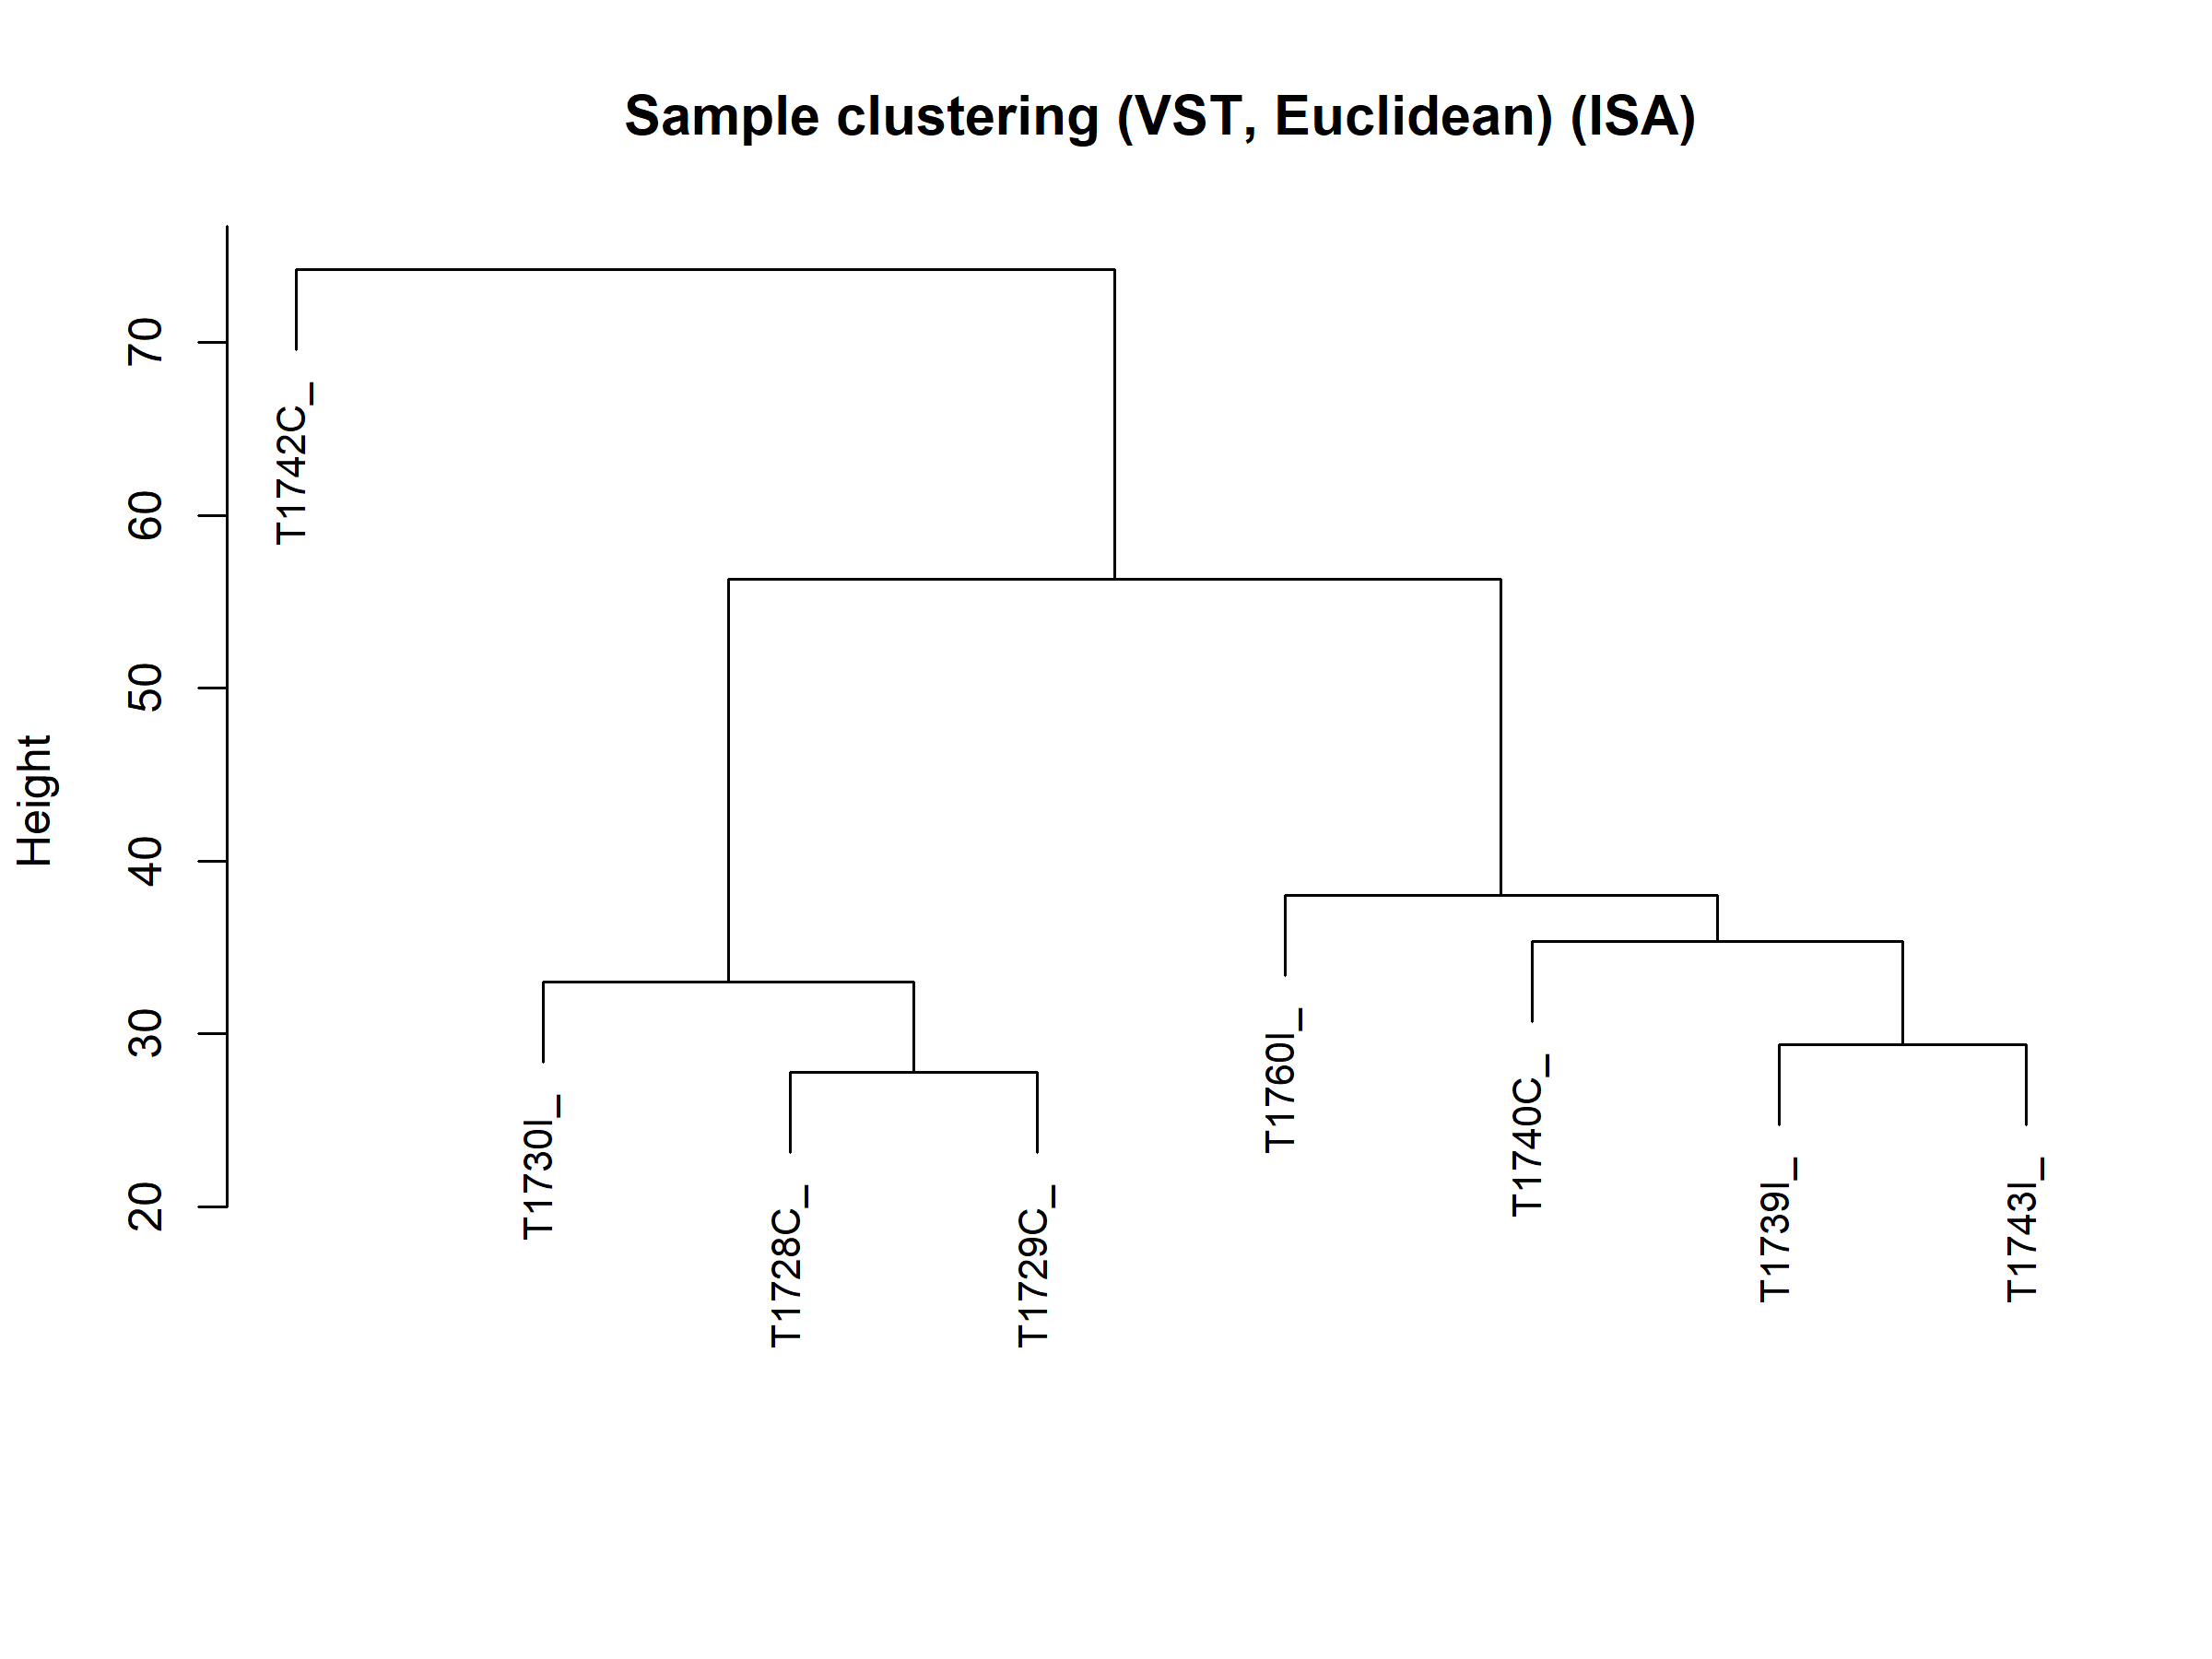 Sample clustering (VST, Euclidean) (ISA)
Height
70
60
50
40
30
20
T1742C_
T1730I_
T1728C_
T1729C_
T1760I_
T1740C_
T1739I_
T1743I_